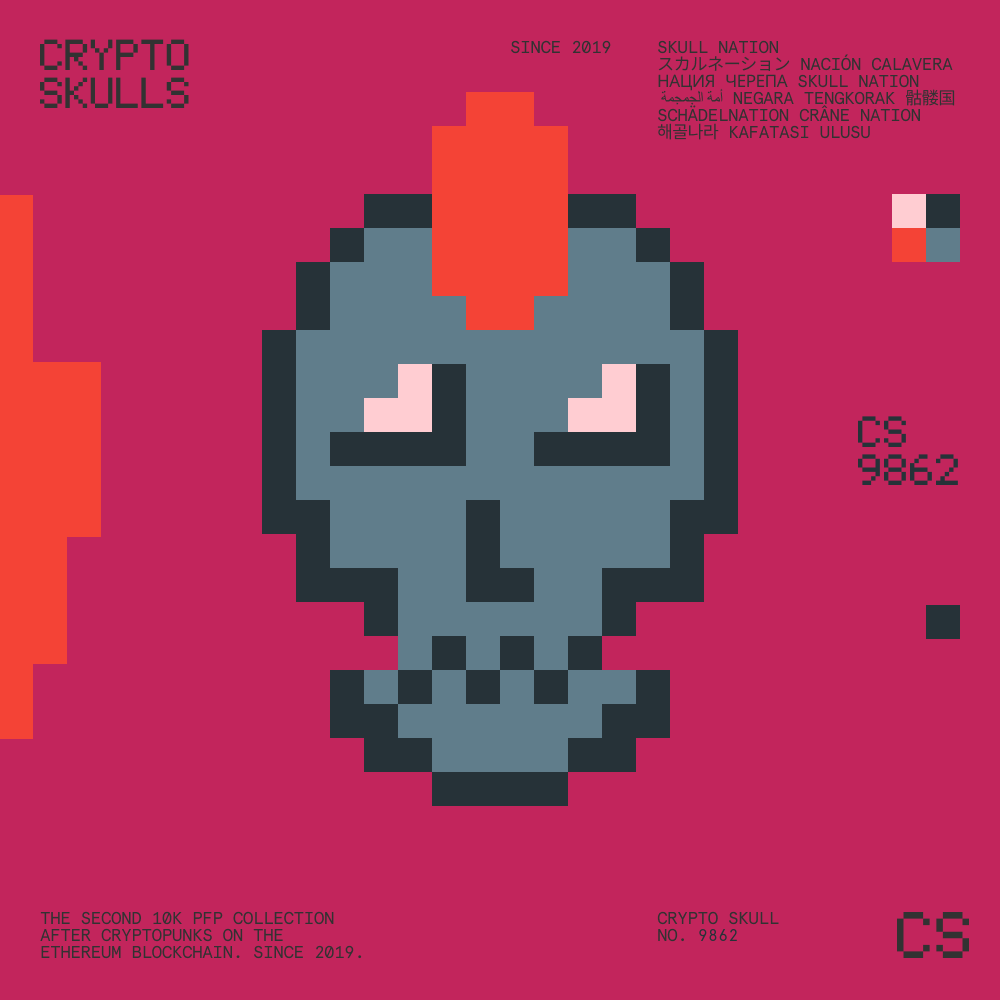 CRYPTO
SKULLS
SINCE 2019
SKULL NATION
スカルネーション NACIÓN CALAVERA
НАЦИЯ ЧЕРЕПА SKULL NATION
أمة الجمجمة NEGARA TENGKORAK 骷髅国
SCHÄDELNATION CRÂNE NATION
해골나라 KAFATASI ULUSU
CS
9862
THE SECOND 10K PFP COLLECTION
AFTER CRYPTOPUNKS ON THE
ETHEREUM BLOCKCHAIN. SINCE 2019.
CRYPTO SKULL
NO. 9862
CS